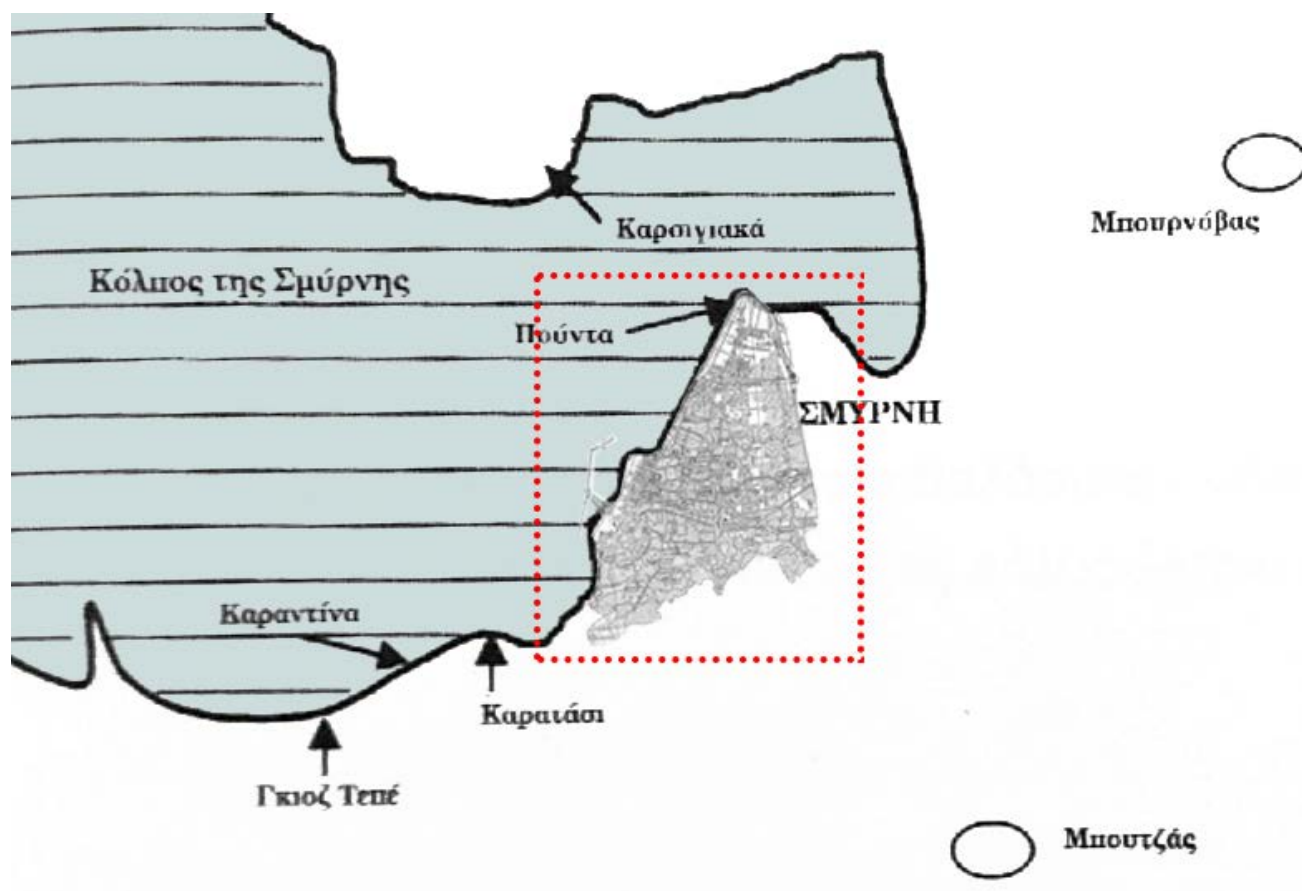 Καρσιγιακά
Μπουρνόβας
Κόλπος της Σμύρνης
Πούντα
ΣΜΥΡΝΗ
Καραντίνα
Καρατάσι
Γκιοζ Τεπέ
Μπουτζάς